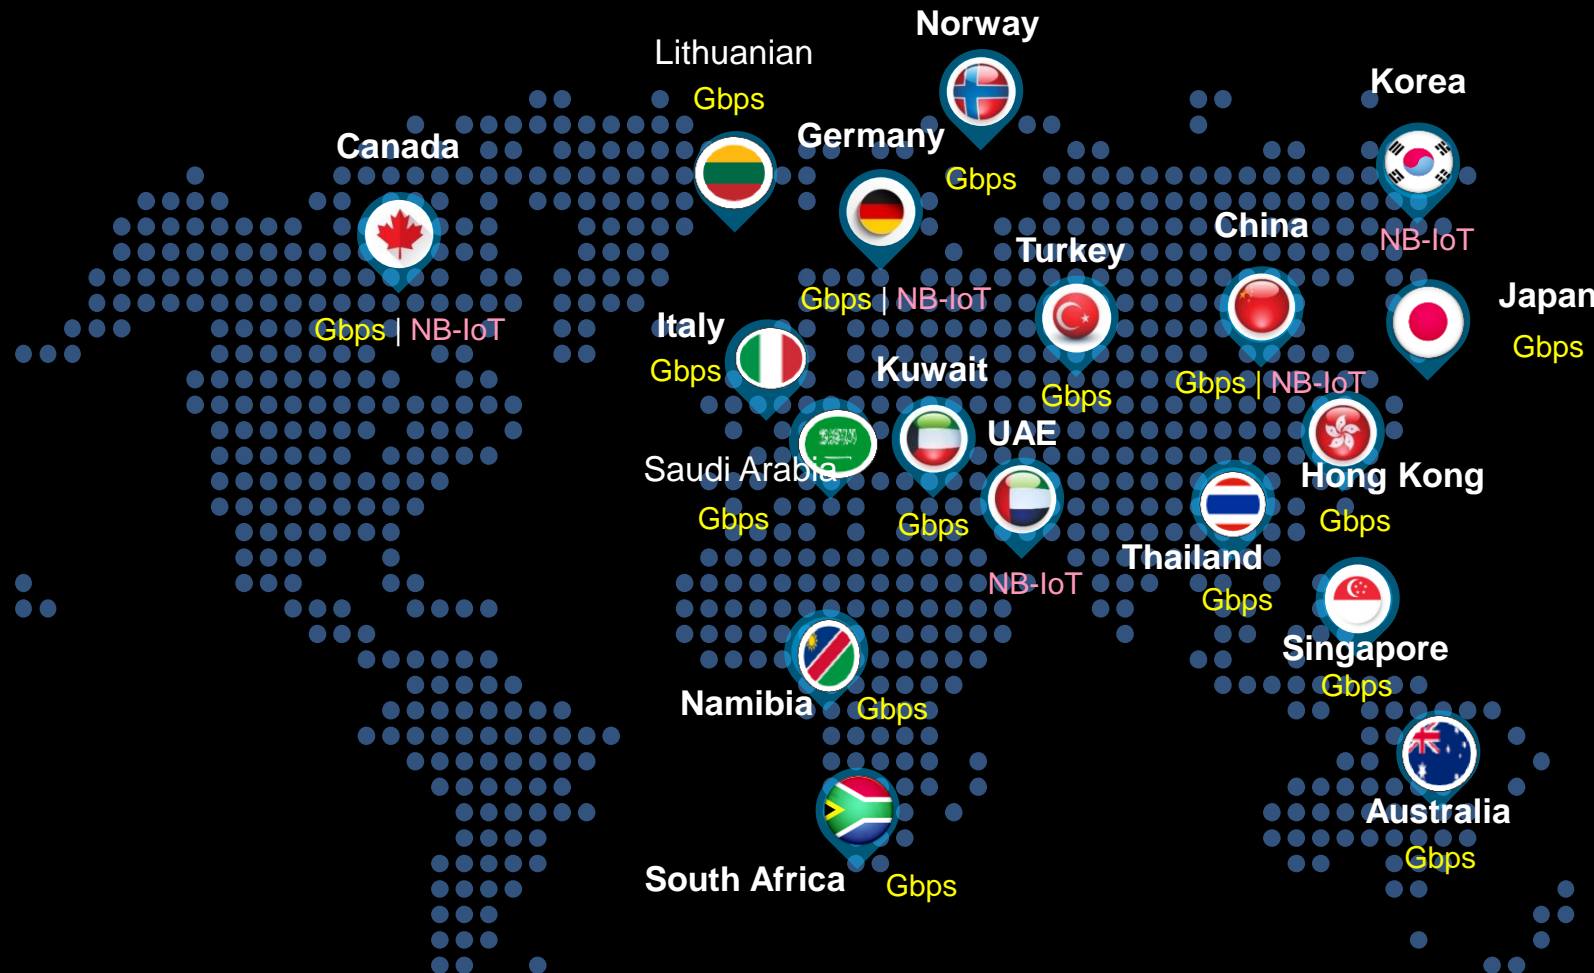 Norway
Gbps
Lithuanian
Gbps
Korea
NB-IoT
Germany
Gbps | NB-IoT
Canada
Gbps | NB-IoT
China
Gbps | NB-IoT
Turkey
Gbps
Japan
Gbps
Italy
Gbps
Kuwait
Gbps
UAE
NB-IoT
Saudi Arabia
Gbps
Hong Kong
Gbps
Thailand
Gbps
Singapore
Gbps
Namibia
Gbps
Australia
Gbps
South Africa
Gbps